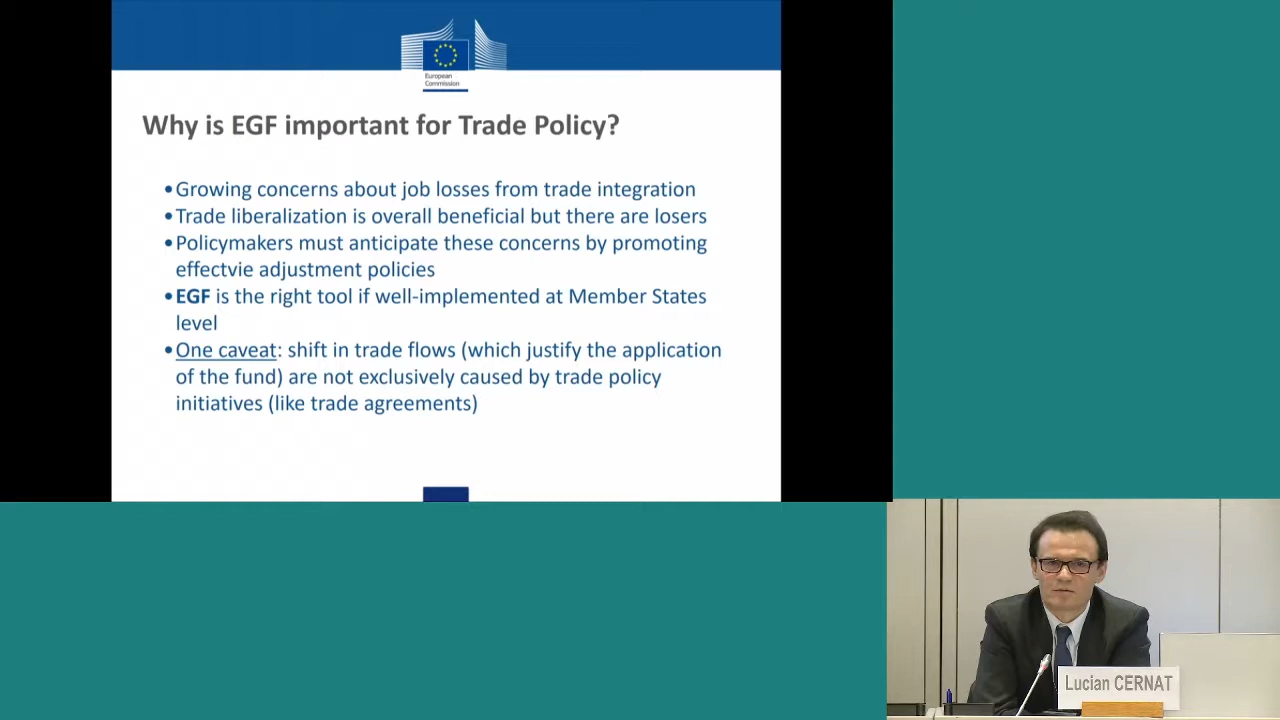 European
Commission
Why is EGF important for Trade Policy?
•Growing concerns about job losses from trade integration
•Trade liberalization is overall beneficial but there are losers
•Policymakers must anticipate these concerns by promoting
effectvie adjustment policies
•EGF is the right tool if well-implemented at Member States
level
•One caveat: shift in trade flows (which justify the application
of the fund) are not exclusively caused by trade policy
initiatives (like trade agreements)
Lucian CERNAT